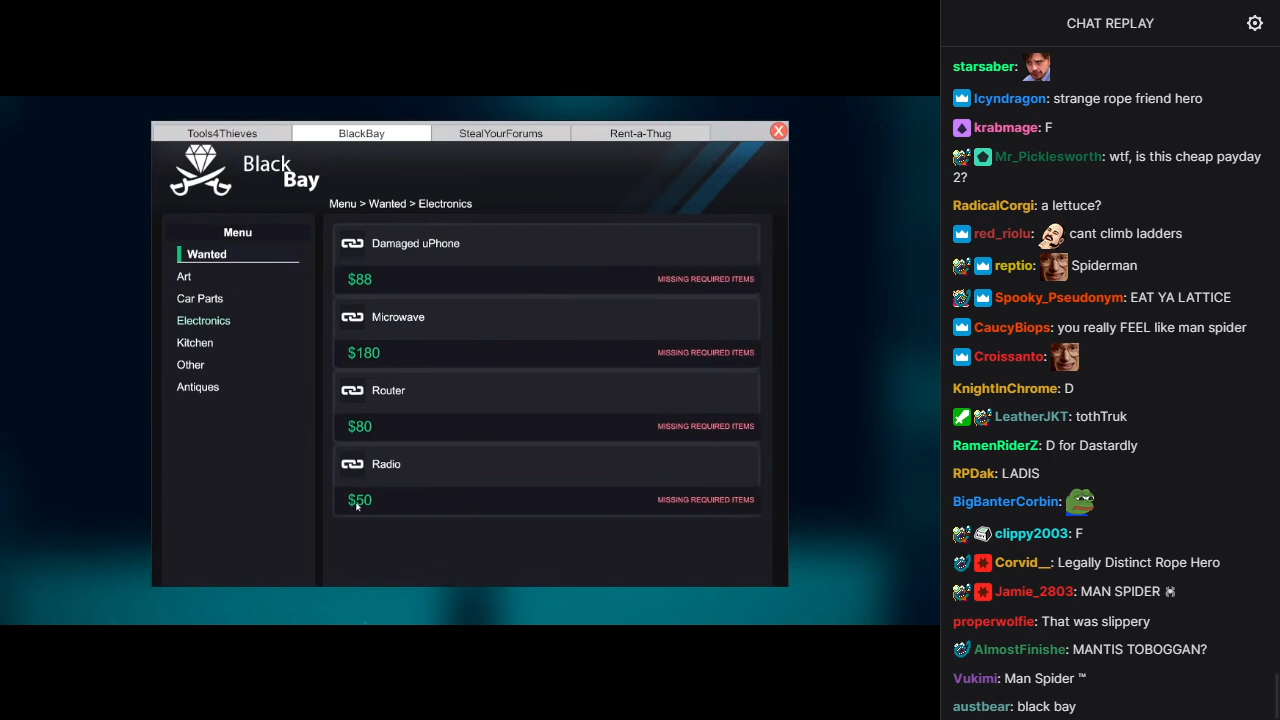 CHAT REPLAY
Tools4Thieves
BlackBay
StealYourForums
Rent-a-Thug
X
Black
Bay
Menu > Wanted > Electronics
Menu
Wanted
Art
Car Parts
Electronics
Kitchen
Other
Antiques
Damaged uPhone
$88
MISSING REQUIRED ITEMS
Microwave
$180
MISSING REQUIRED ITEMS
Router
$80
MISSING REQUIRED ITEMS
Radio
$50
MISSING REQUIRED ITEMS
starsaber:
Icyndragon: strange rope friend hero
krabmage: F
Mr_Picklesworth: wtf, is this cheap payday
2?
RadicalCorgi: a lettuce?
red_riolu: cant climb ladders
reptio: Spiderman
Spooky_Pseudonym: EAT YA LATTICE
CaucyBiops: you really FEEL like man spider
Croissanto:
KnightInChrome: D
LeatherJKT: tothTruk
RamenRiderZ: D for Dastardly
RPDak: LADIS
BigBanterCorbin:
clippy2003: F
Corvid__: Legally Distinct Rope Hero
Jamie_2803: MAN SPIDER 🕷
properwolfie: That was slippery
AlmostFinishe: MANTIS TOBOGGAN?
Vukimi: Man Spider ™
austbear: black bay